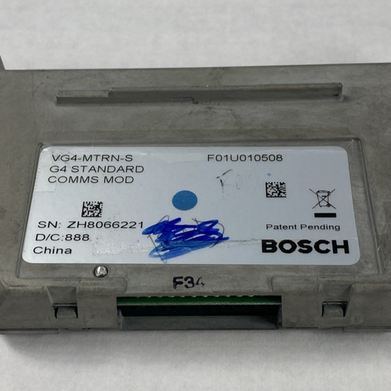 VG4-MTRN-S F01U010508
G4 STANDARD
COMMS MOD
SN: ZH8066221
D/C:888
China
Patent Pending
BOSCH
F34